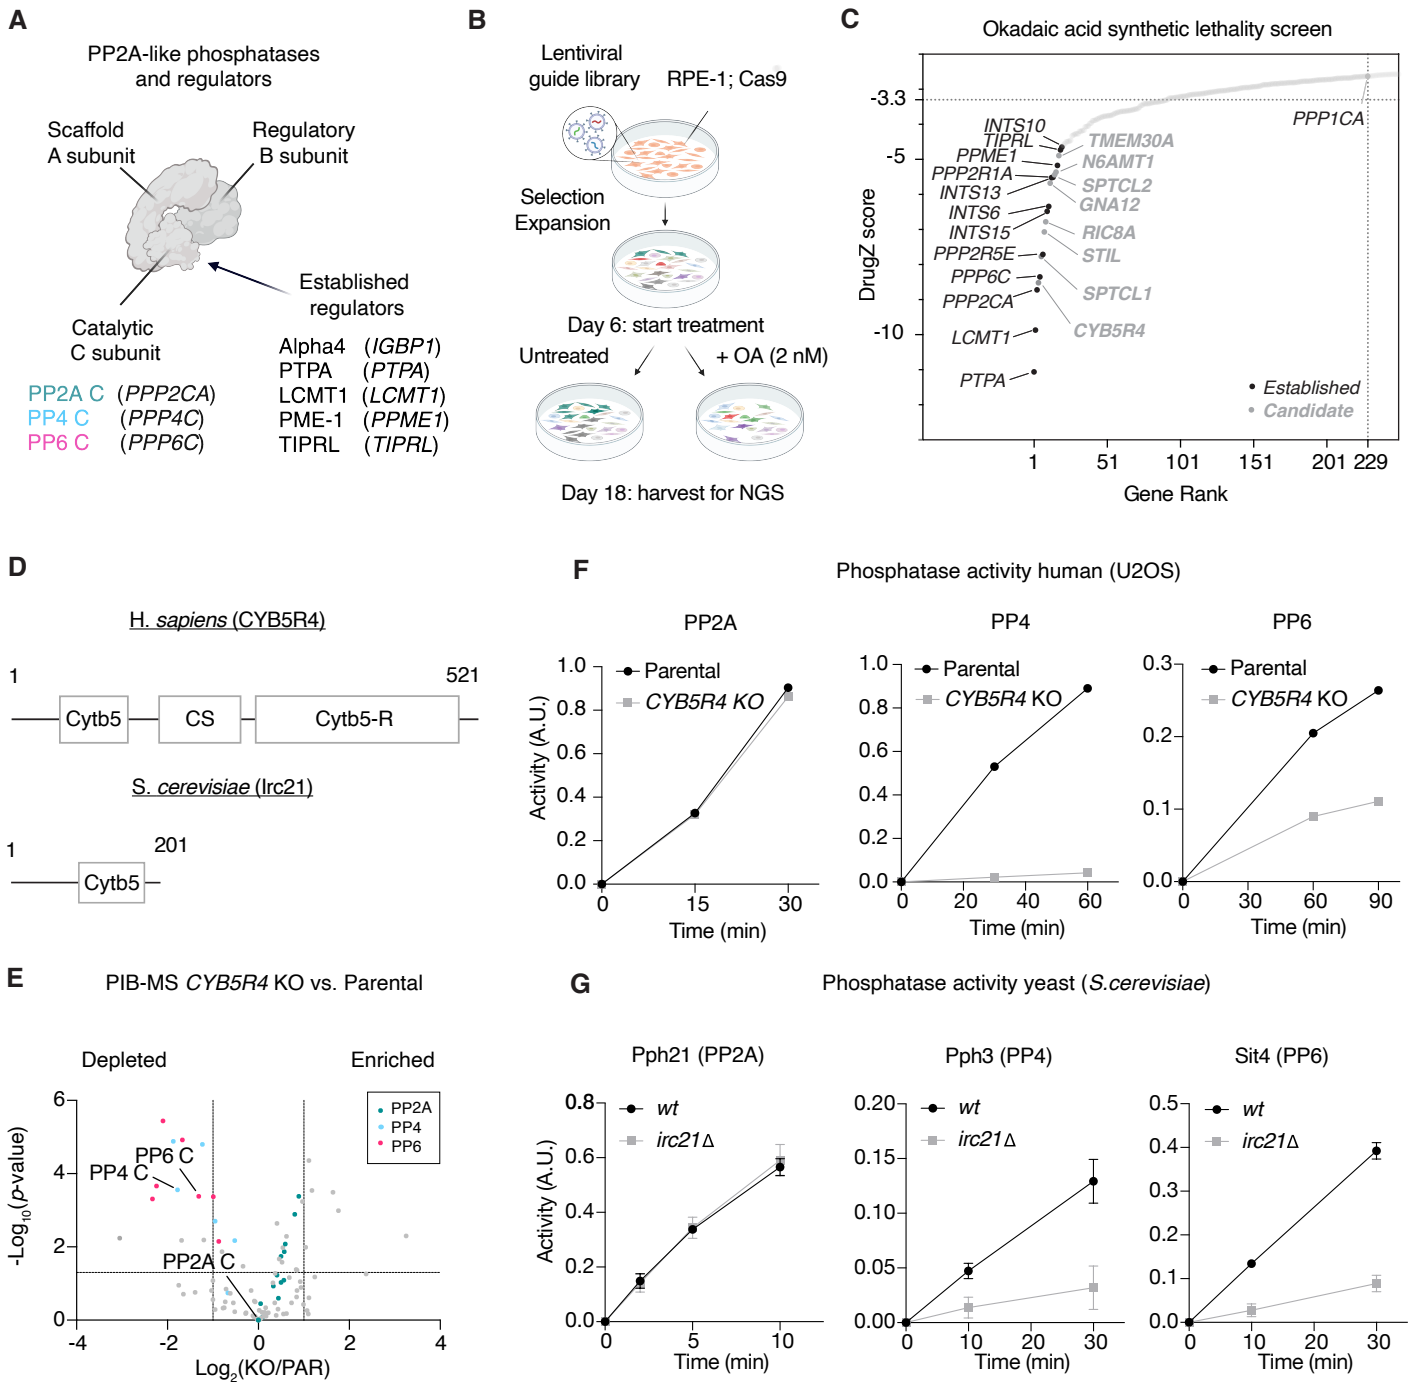 A
PP2A-like phosphatases
and regulators
Scaffold
A subunit
Regulatory
B subunit
Catalytic
C subunit
PP2A C (PPP2CA)
PP4 C (PPP4C)
PP6 C (PPP6C)
Established
regulators
Alpha4 (IGBP1)
PTPA (PTPA)
LCMT1 (LCMT1)
PME-1 (PPME1)
TIPRL (TIPRL)
B
Lentiviral
guide library
RPE-1; Cas9
Selection
Expansion
Day 6: start treatment
Untreated
+ OA (2 nM)
Day 18: harvest for NGS
C
Okadaic acid synthetic lethality screen
DrugZ score
-3.3
-5
-10
PPP1CA
INTS10
TIPRL
PPME1
PPP2R1A
INTS13
INTS6
INTS15
PPP2R5E
PPP6C
PPP2CA
LCMT1
PTPA
TMEM30A
N6AMT1
SPTCL2
GNA12
RIC8A
STIL
SPTCL1
CYB5R4
Established
Candidate
1 51 101 151 201 229
Gene Rank
D
H. sapiens (CYB5R4)
1 521
Cytb5 CS Cytb5-R
S. cerevisiae (Irc21)
1 201
Cytb5
E
PIB-MS CYB5R4 KO vs. Parental
Depleted Enriched
PP2A
PP4
PP6
PP6 C
PP4 C
PP2A C
-Log10(p-value)
6
4
2
0
-4 -2 0 2 4
Log2(KO/PAR)
F
Phosphatase activity human (U2OS)
PP2A
Parental
CYB5R4 KO
Activity (A.U.)
1.0
0.8
0.6
0.4
0.2
0.0
0 15 30
Time (min)
PP4
Parental
CYB5R4 KO
1.0
0.8
0.6
0.4
0.2
0.0
0 20 40 60
Time (min)
PP6
Parental
CYB5R4 KO
0.3
0.2
0.1
0.0
0 30 60 90
Time (min)
G
Phosphatase activity yeast (S.cerevisiae)
Pph21 (PP2A)
wt
irc21Δ
Activity (A.U.)
0.8
0.6
0.4
0.2
0.0
0 5 10
Time (min)
Pph3 (PP4)
wt
irc21Δ
0.20
0.15
0.10
0.05
0.00
0 10 20 30
Time (min)
Sit4 (PP6)
wt
irc21Δ
0.5
0.4
0.3
0.2
0.1
0.0
0 10 20 30
Time (min)